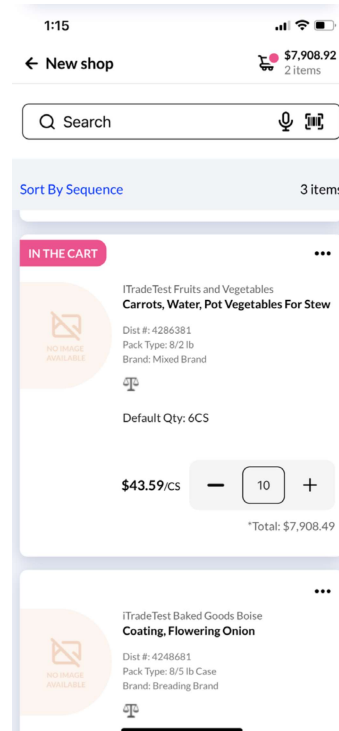 1:15
New shop
$7,908.92
2 items
Search
Sort By Sequence
3 items
IN THE CART
ITradeTest Fruits and Vegetables
Carrots, Water, Pot Vegetables For Stew
NO IMAGE
AVAILABLE
Dist #: 4286381
Pack Type: 8/2 lb
Brand: Mixed Brand
Default Qty: 6CS
$43.59/CS
10
*Total: $7,908.49
iTradeTest Baked Goods Boise
Coating, Flowering Onion
NO IMAGE
AVAILABLE
Dist #: 4248681
Pack Type: 8/5 lb Case
Brand: Breading Brand